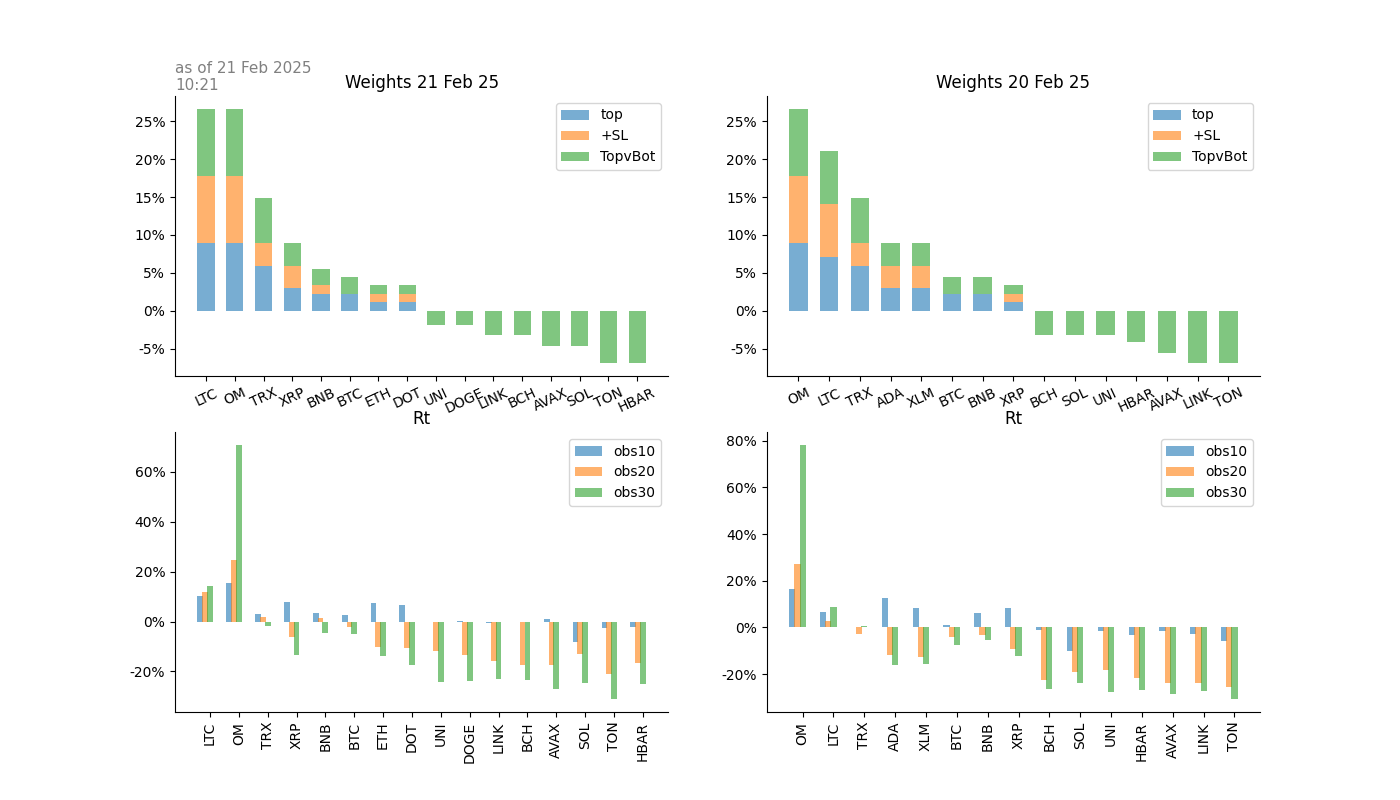 as of 21 Feb 2025
10:21
Weights 21 Feb 25
25%
20%
15%
10%
5%
0%
-5%
top
+SL
TopvBot
LTC OM TRX XRP BNB BTC ETH DOT UNI DOGE LINK BCH AVAX SOL TON HBAR
Weights 20 Feb 25
25%
20%
15%
10%
5%
0%
-5%
top
+SL
TopvBot
OM LTC TRX ADA XLM BTC BNB XRP BCH SOL UNI HBAR AVAX LINK TON
Rt
60%
40%
20%
0%
-20%
obs10
obs20
obs30
LTC OM TRX XRP BNB BTC ETH DOT UNI DOGE LINK BCH AVAX SOL TON HBAR
Rt
80%
60%
40%
20%
0%
-20%
obs10
obs20
obs30
OM LTC TRX ADA XLM BTC BNB XRP BCH SOL UNI HBAR AVAX LINK TON